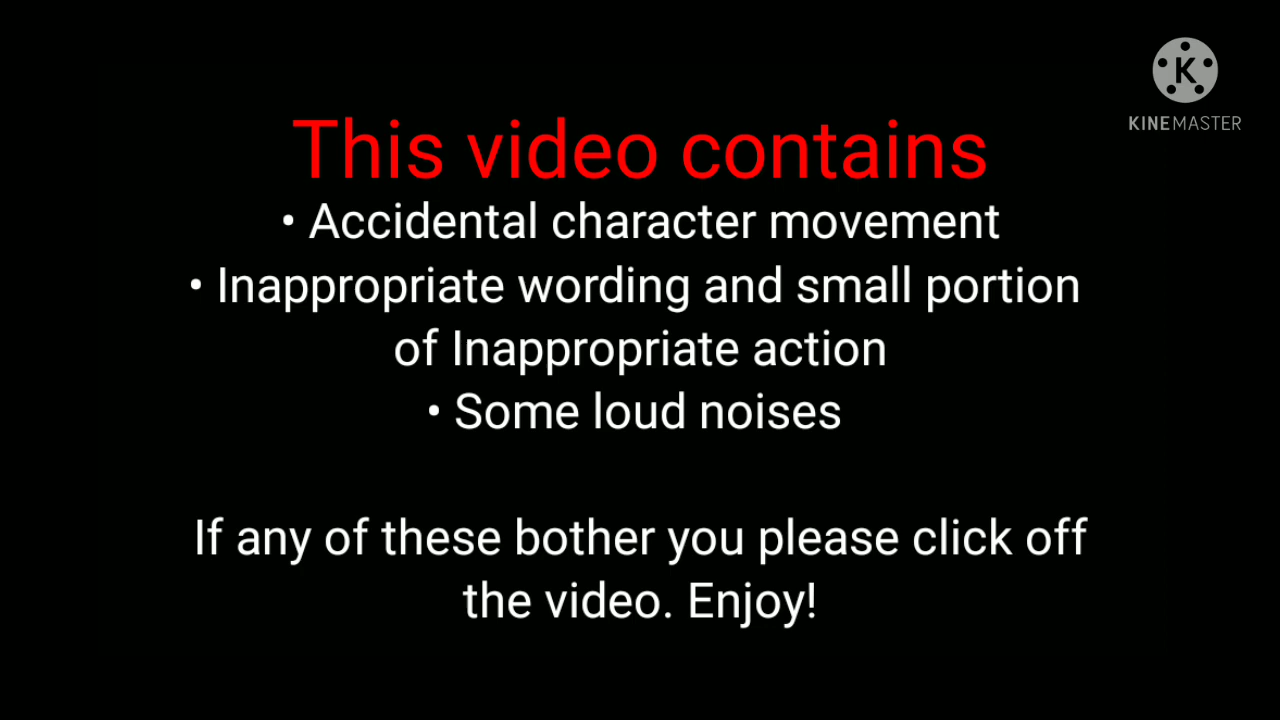 K
KINEMASTER
This video contains
• Accidental character movement
• Inappropriate wording and small portion
of Inappropriate action
• Some loud noises
If any of these bother you please click off
the video. Enjoy!